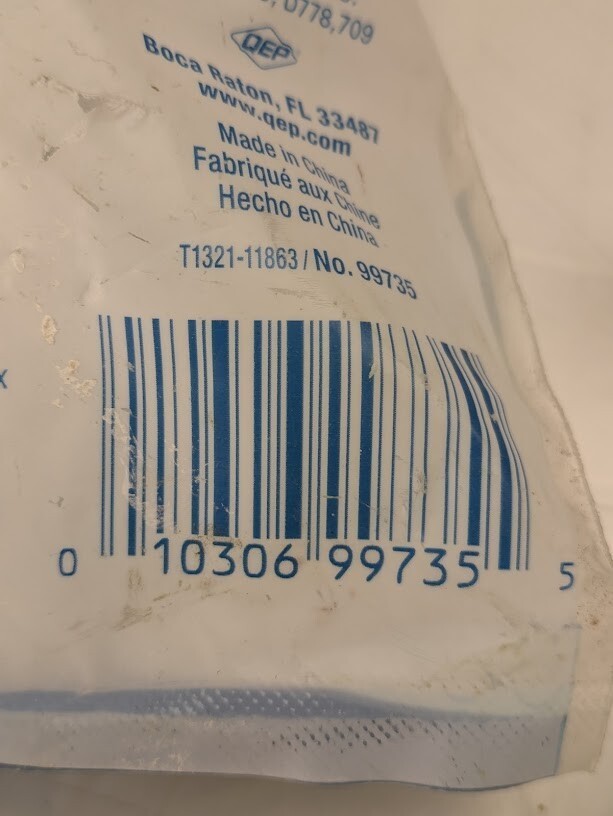 0778,709
QEP
Boca Raton, FL 33487
www.qep.com
Made in China
Fabriqué aux Chine
Hecho en China
T1321-11863 / No. 99735
x
0 10306 99735 5